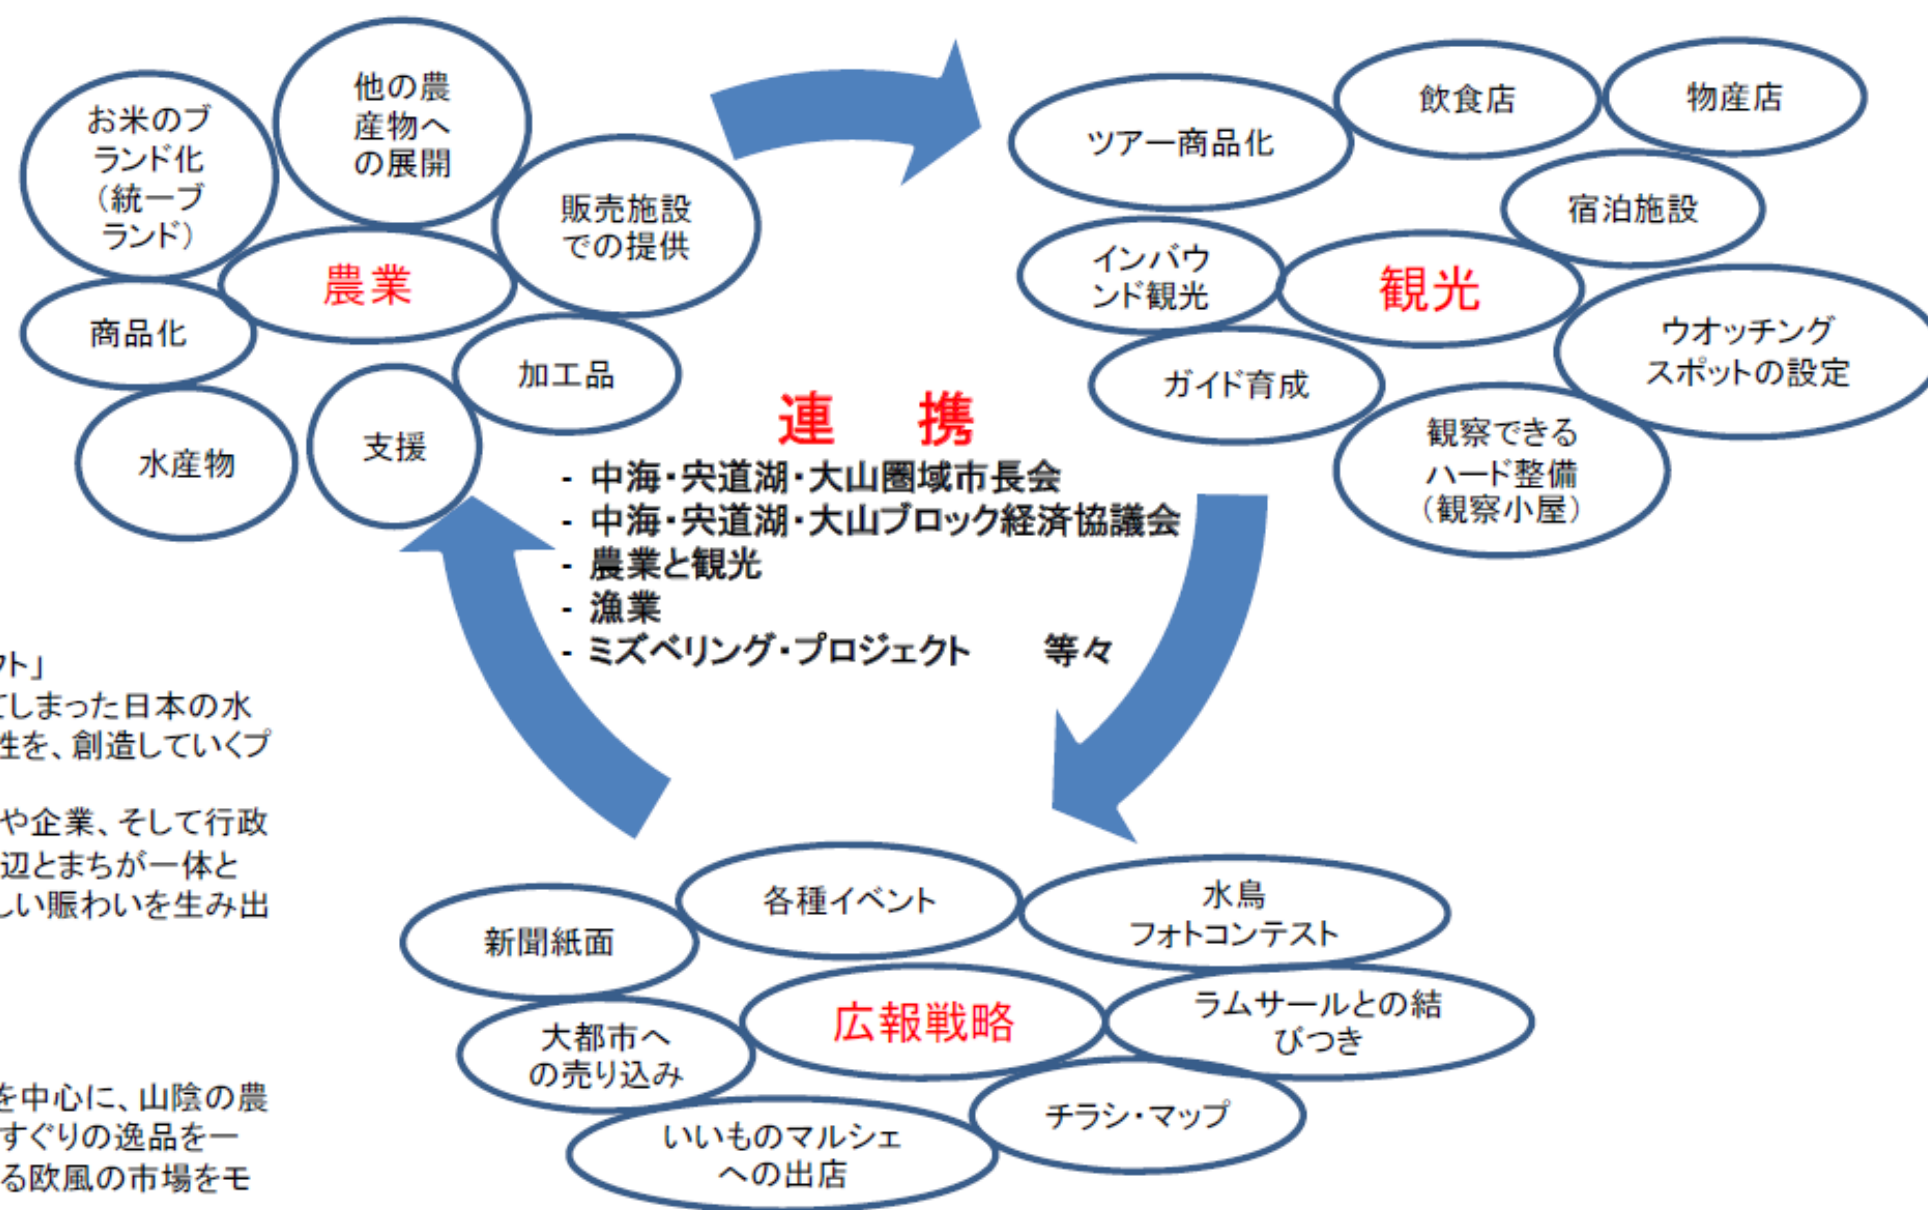 お米のブ
ランド化
(統一ブ
ランド)
他の農
産物へ
の展開
販売施設
での提供
農業
商品化
加工品
水産物
支援
ツアー商品化
飲食店
物産店
宿泊施設
インバウ
ンド観光
観光
ウオッチング
スポットの設定
ガイド育成
観察できる
ハード整備
(観察小屋)
連 携
- 中海・宍道湖・大山圏域市長会
- 中海・宍道湖・大山ブロック経済協議会
- 農業と観光
- 漁業
- ミズベリング・プロジェクト 等々
クト」
てしまった日本の水
性を、創造していくプ
や企業、そして行政
辺とまちが一体と
しい賑わいを生み出
を中心に、山陰の農
すぐりの逸品を一
る欧風の市場をモ
各種イベント
水鳥
フォトコンテスト
新聞紙面
広報戦略
ラムサールとの結
びつき
大都市へ
の売り込み
チラシ・マップ
いいものマルシェ
への出店